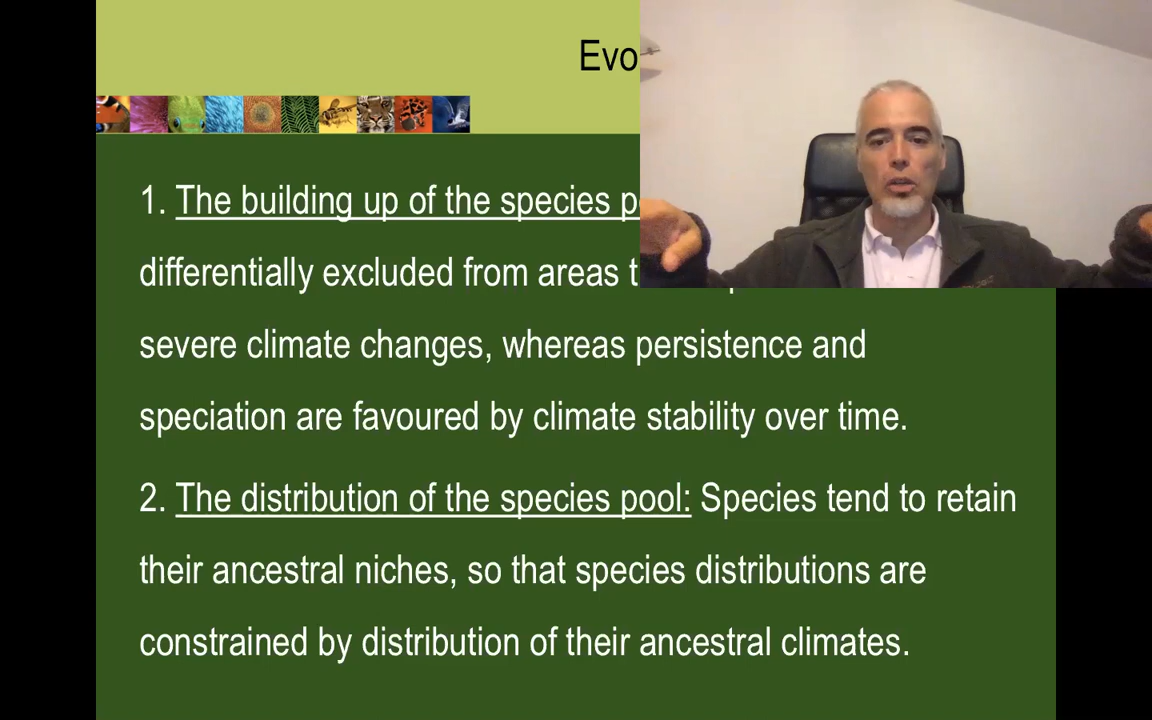 Evo
1. The building up of the species
differentially excluded from areas
severe climate changes, whereas persistence and
speciation are favoured by climate stability over time.
2. The distribution of the species pool: Species tend to retain
their ancestral niches, so that species distributions are
constrained by distribution of their ancestral climates.